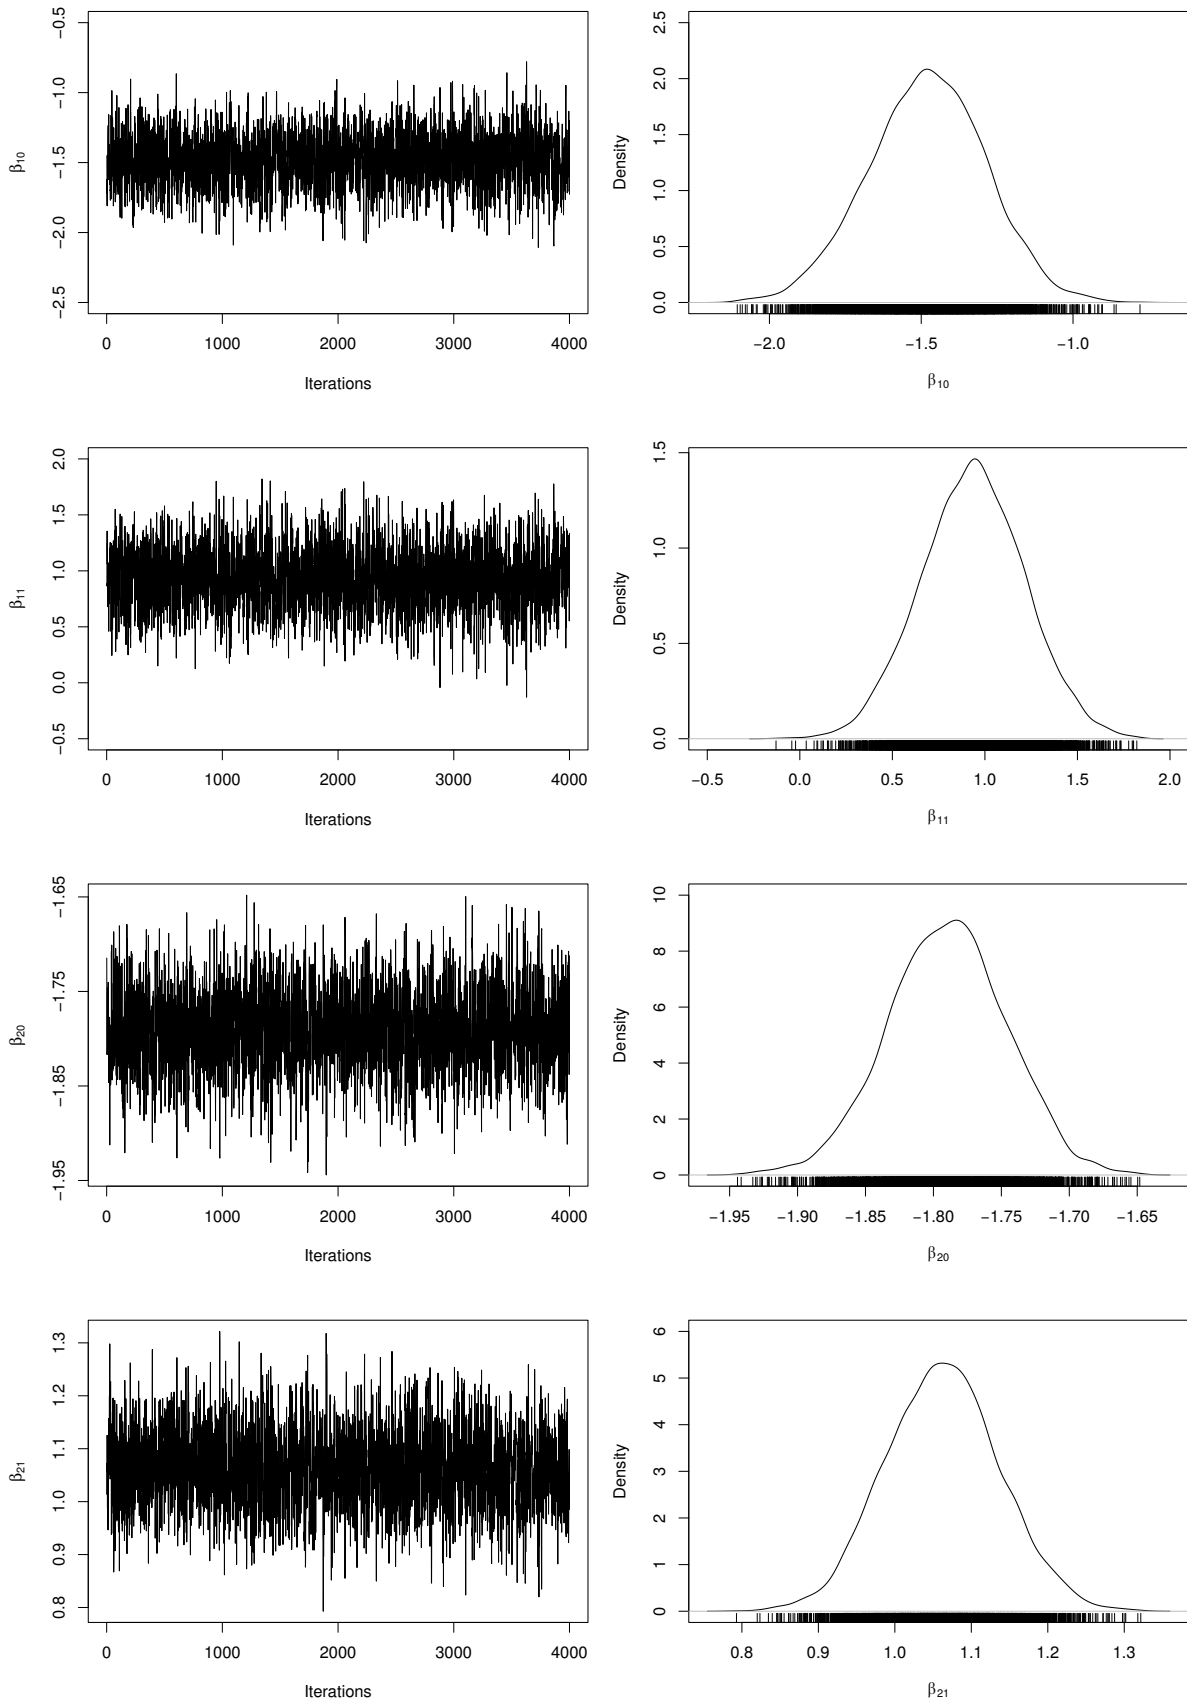 β10
−2.5 −2.0 −1.5 −1.0 −0.5
0 1000 2000 3000 4000
Iterations
Density
0.0 0.5 1.0 1.5 2.0 2.5
−2.0 −1.5 −1.0
β10
β11
−0.5 0.0 0.5 1.0 1.5 2.0
0 1000 2000 3000 4000
Iterations
Density
0.0 0.5 1.0 1.5
−0.5 0.0 0.5 1.0 1.5 2.0
β11
β20
−1.95 −1.85 −1.75 −1.65
0 1000 2000 3000 4000
Iterations
Density
0 2 4 6 8 10
−1.95 −1.90 −1.85 −1.80 −1.75 −1.70 −1.65
β20
β21
0.8 0.9 1.0 1.1 1.2 1.3
0 1000 2000 3000 4000
Iterations
Density
0 1 2 3 4 5 6
0.8 0.9 1.0 1.1 1.2 1.3
β21